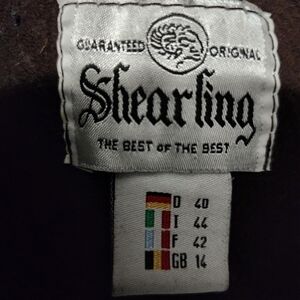 GUARANTEED ORIGINAL
Shearling
THE BEST OF THE BEST
D 40
I 44
F 42
GB 14